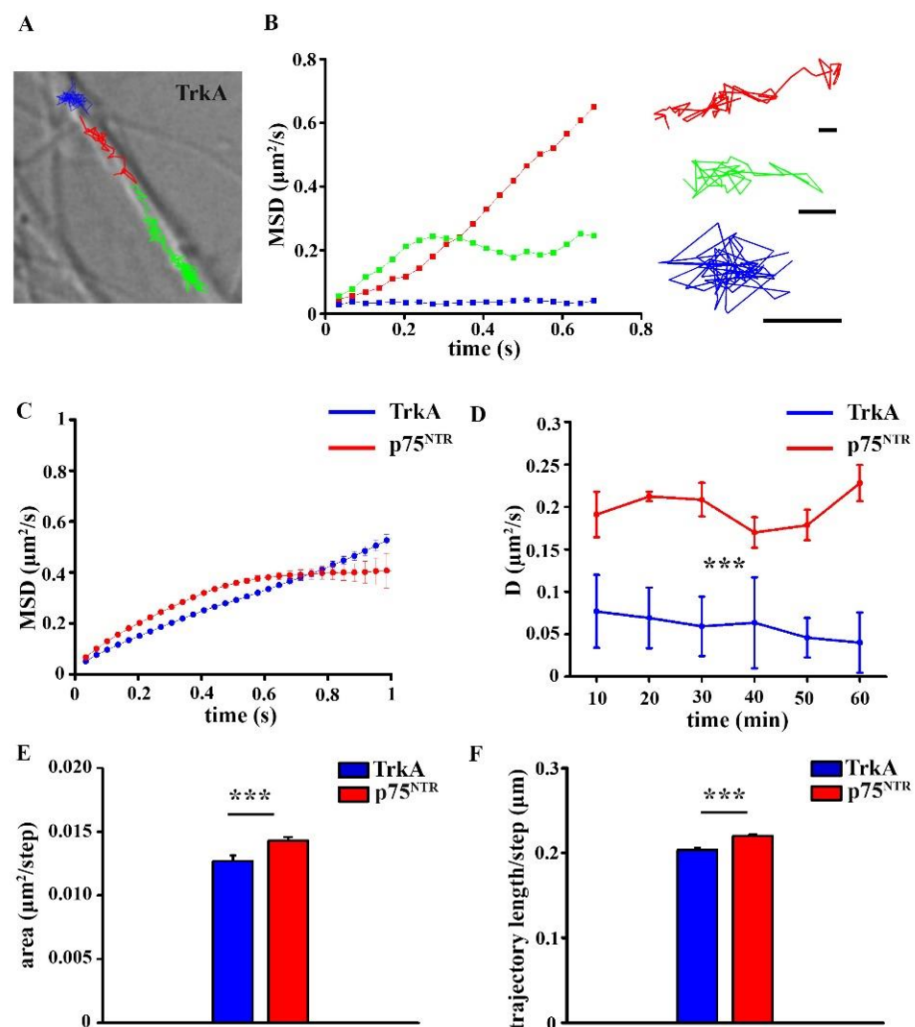 A
TrkA
B
0.8
0.6
0.4
0.2
0
MSD (µm²/s)
0 0.2 0.4 0.6 0.8
time (s)
C
TrkA
p75ᴺᵀᴿ
1
0.8
0.6
0.4
0.2
0
MSD (µm²/s)
0 0.2 0.4 0.6 0.8 1
time (s)
D
TrkA
p75ᴺᵀᴿ
0.25
0.2
0.15
0.1
0.05
0
D (µm²/s)
***
10 20 30 40 50 60
time (min)
E
TrkA
p75ᴺᵀᴿ
0.020
0.015
0.010
0.005
0.000
area (µm²/step)
***
F
TrkA
p75ᴺᵀᴿ
0.3
0.2
0.1
0
trajectory length/step (µm)
***